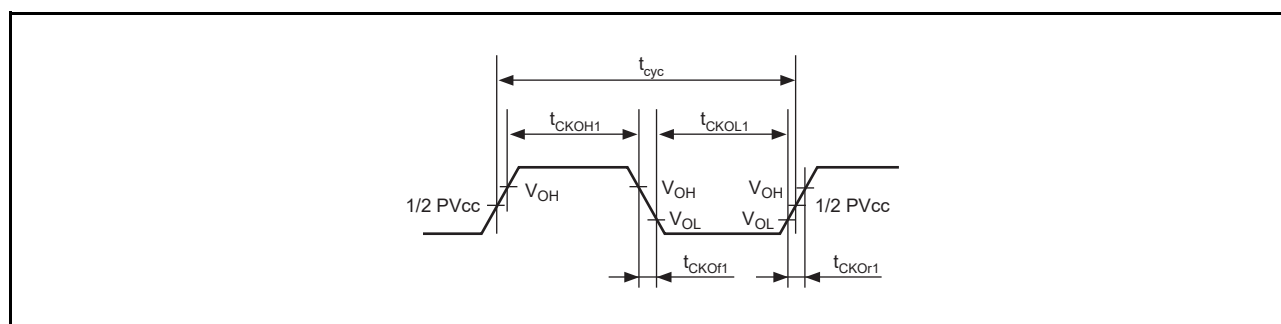 tcyc
tCKOH1
tCKOL1
VOH
VOH
VOH
1/2 PVcc
1/2 PVcc
VOL
VOL
tCKOf1
tCKOr1